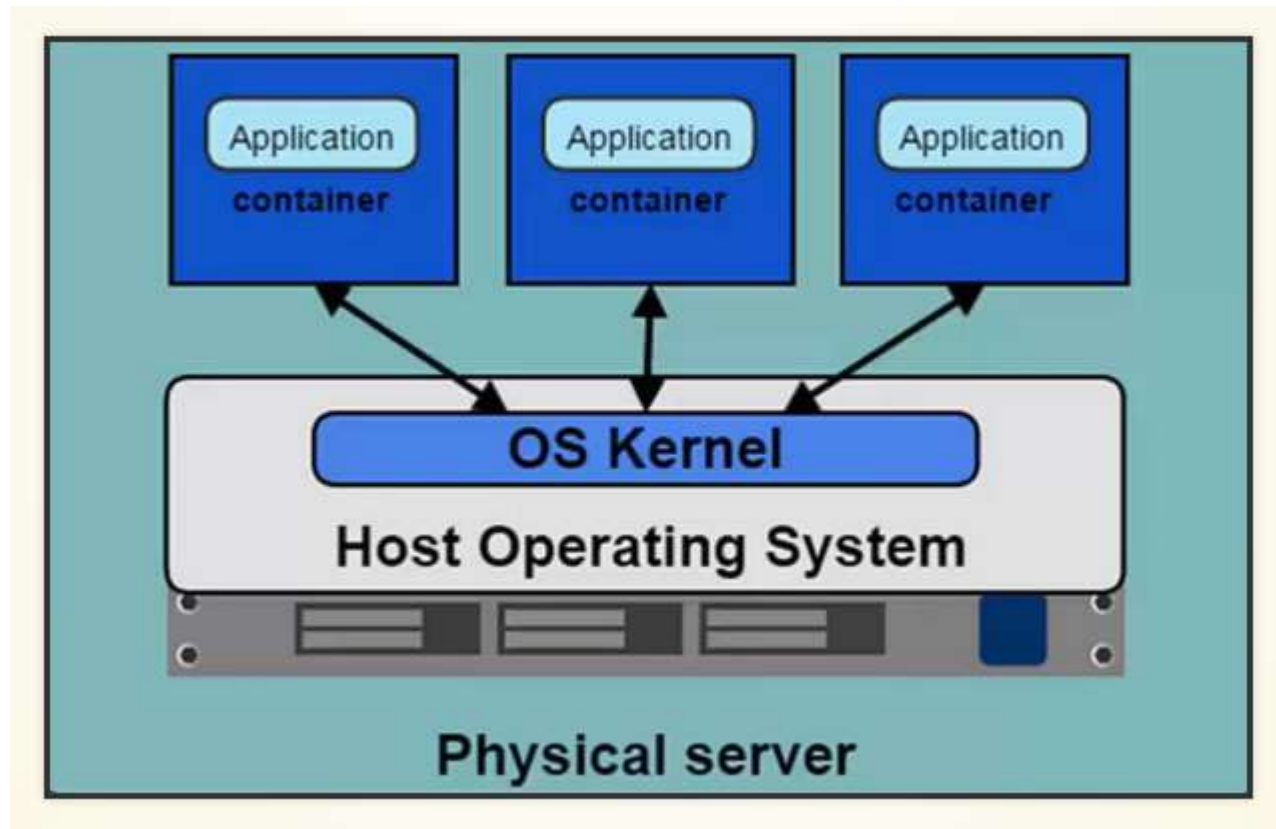 Application
container
Application
container
Application
container
OS Kernel
Host Operating System
Physical server